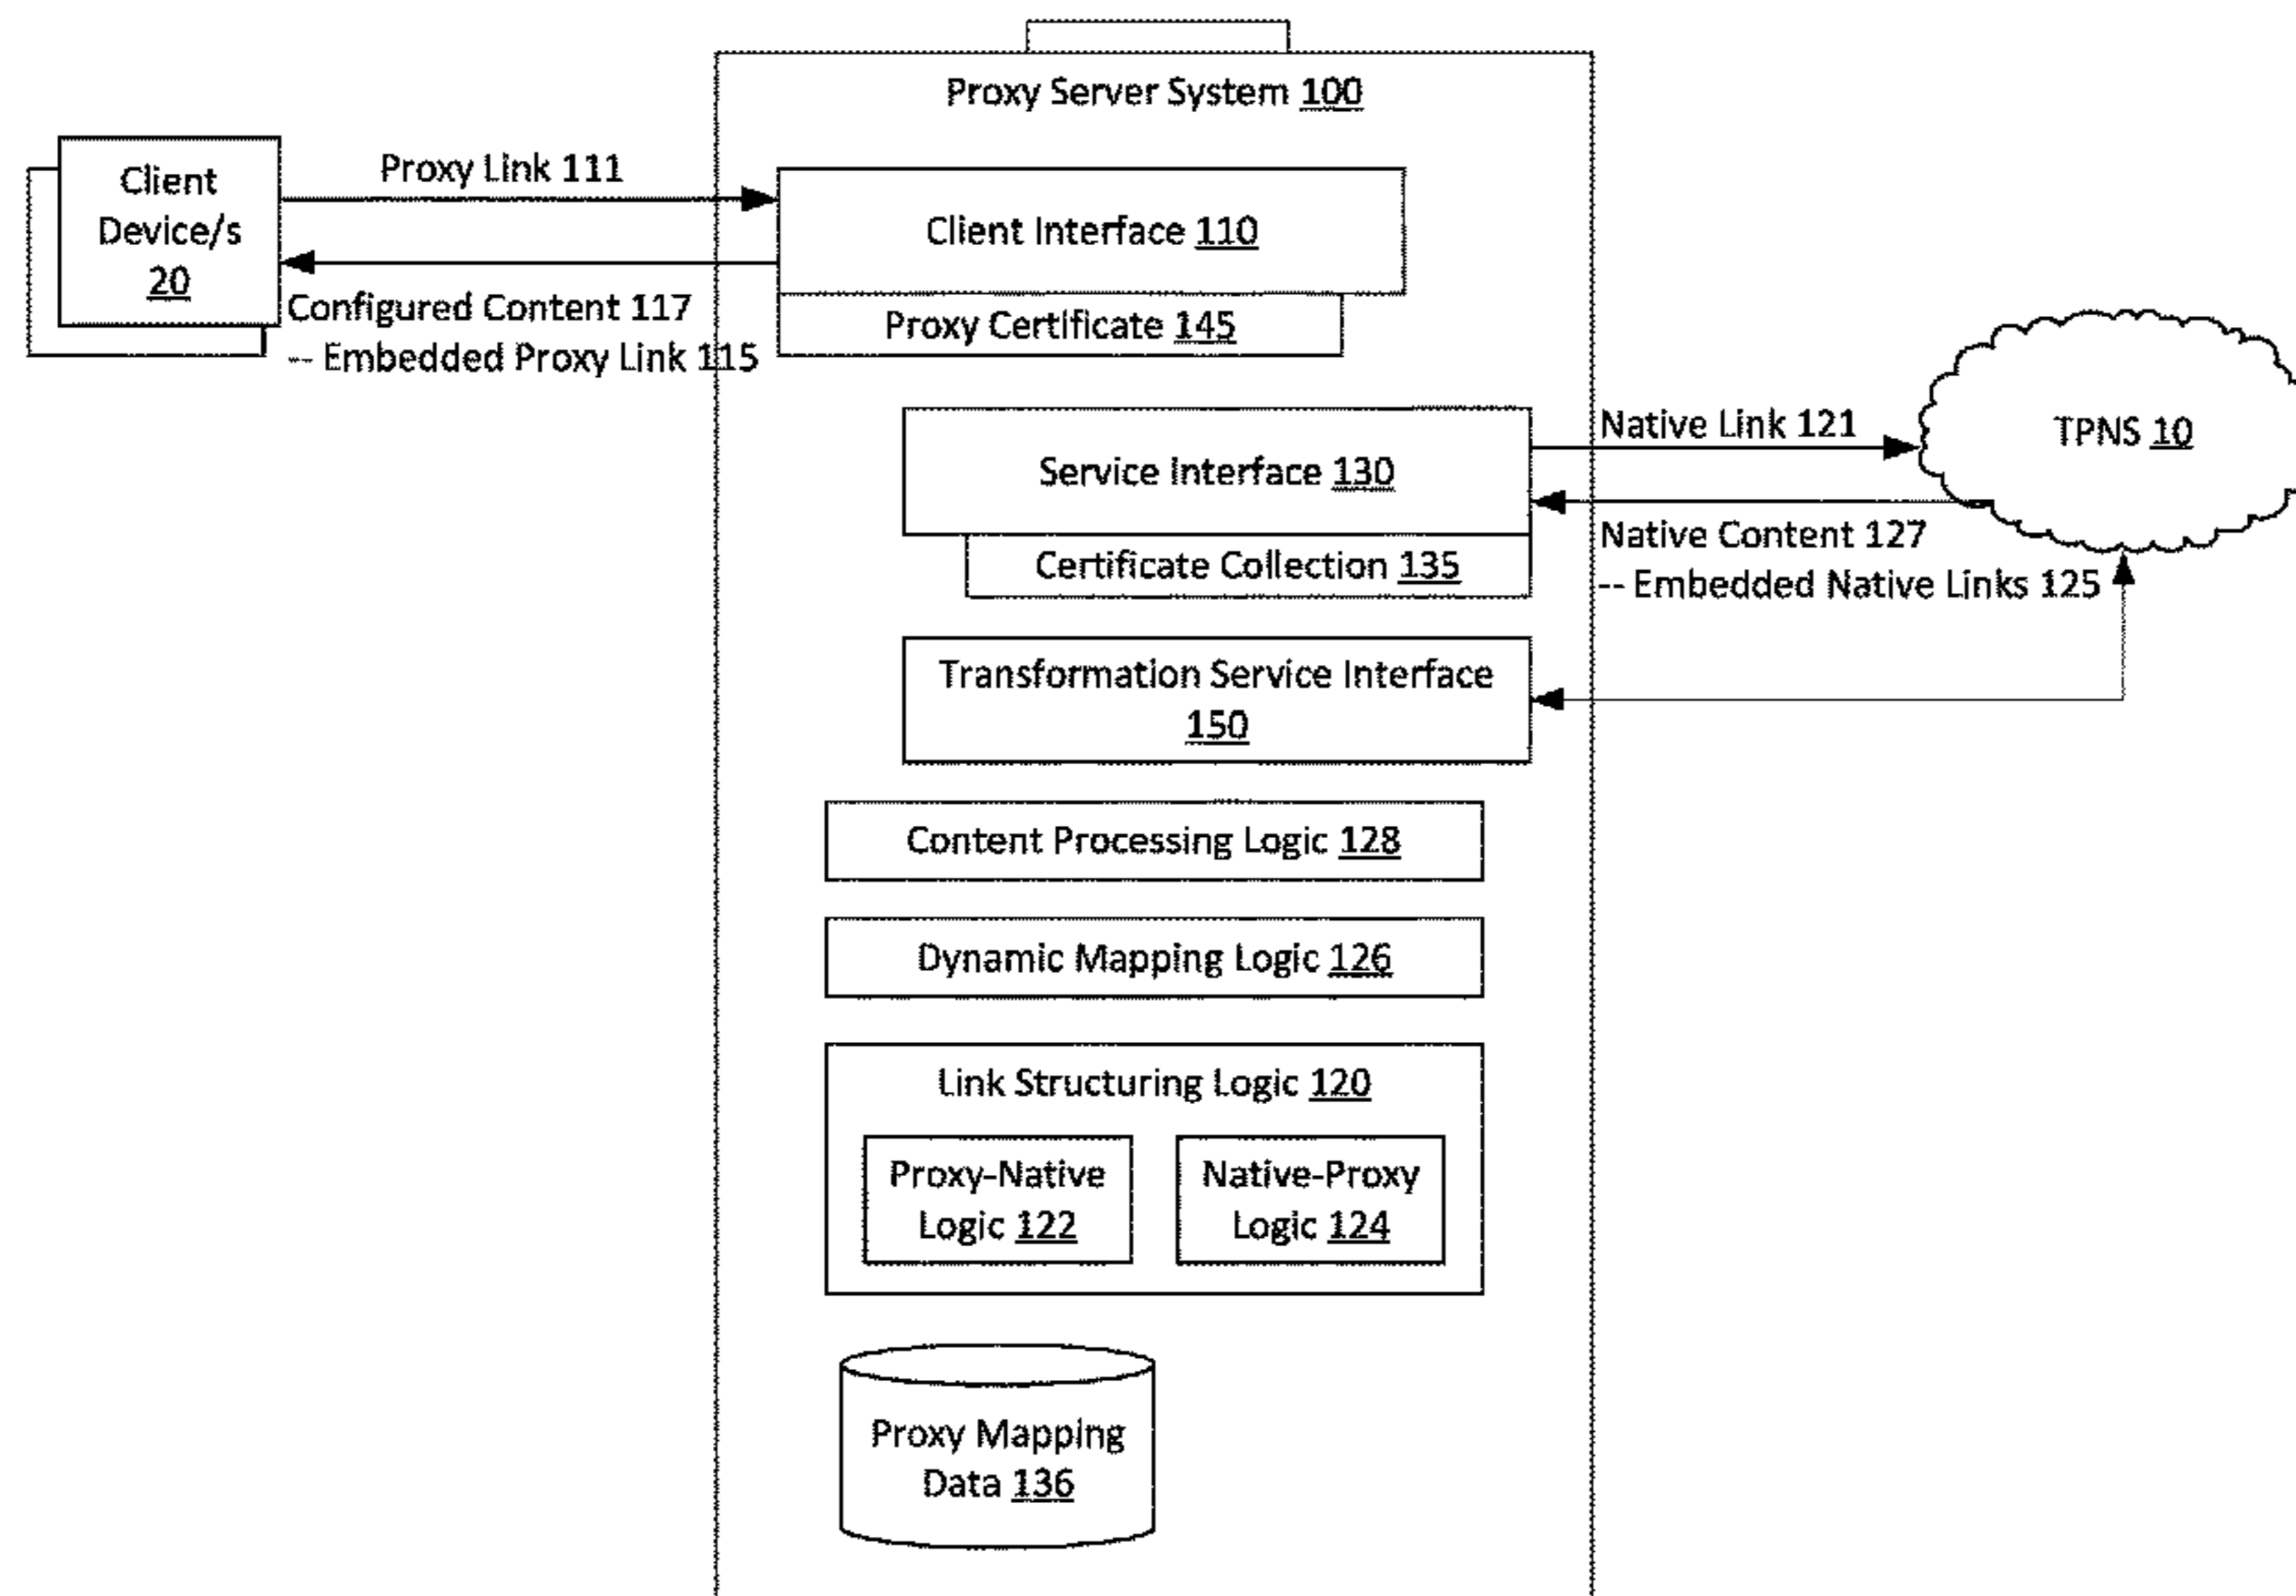 Proxy Server System 100
Client
Device/s
20
Proxy Link 111
Client Interface 110
Configured Content 117
-- Embedded Proxy Link 115
Proxy Certificate 145
Service Interface 130
Certificate Collection 135
Native Link 121
TPNS 10
Native Content 127
-- Embedded Native Links 125
Transformation Service Interface
150
Content Processing Logic 128
Dynamic Mapping Logic 126
Link Structuring Logic 120
Proxy-Native
Logic 122
Native-Proxy
Logic 124
Proxy Mapping
Data 136